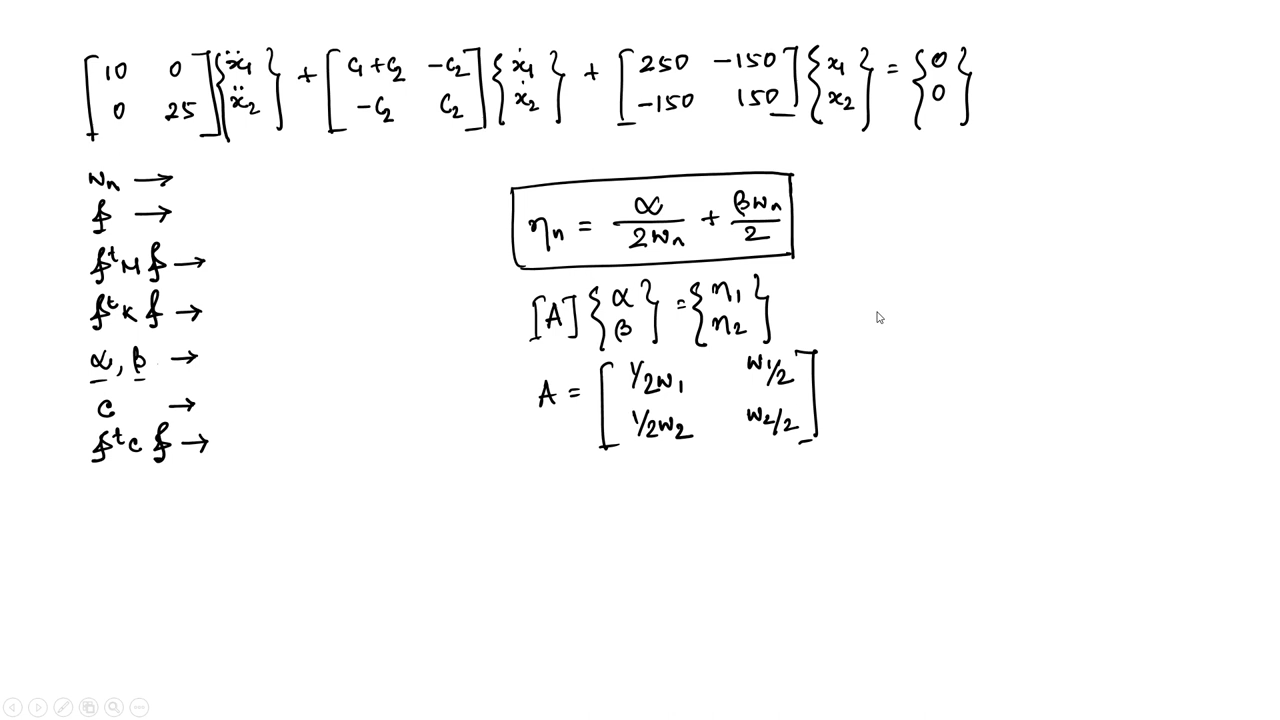 [10 0; 0 25]{ẍ1; ẍ2} + [c1+c2 -c2; -c2 c2]{ẋ1; ẋ2} + [250 -150; -150 150]{x1; x2} = {0; 0}
wn →
ϕ →
ϕᵗMϕ →
ϕᵗKϕ →
α, β →
c →
ϕᵗcϕ →
ηn = α/2wn + βwn/2
[A]{α; β} = {η1; η2}
A = [1/2w1 w1/2; 1/2w2 w2/2]